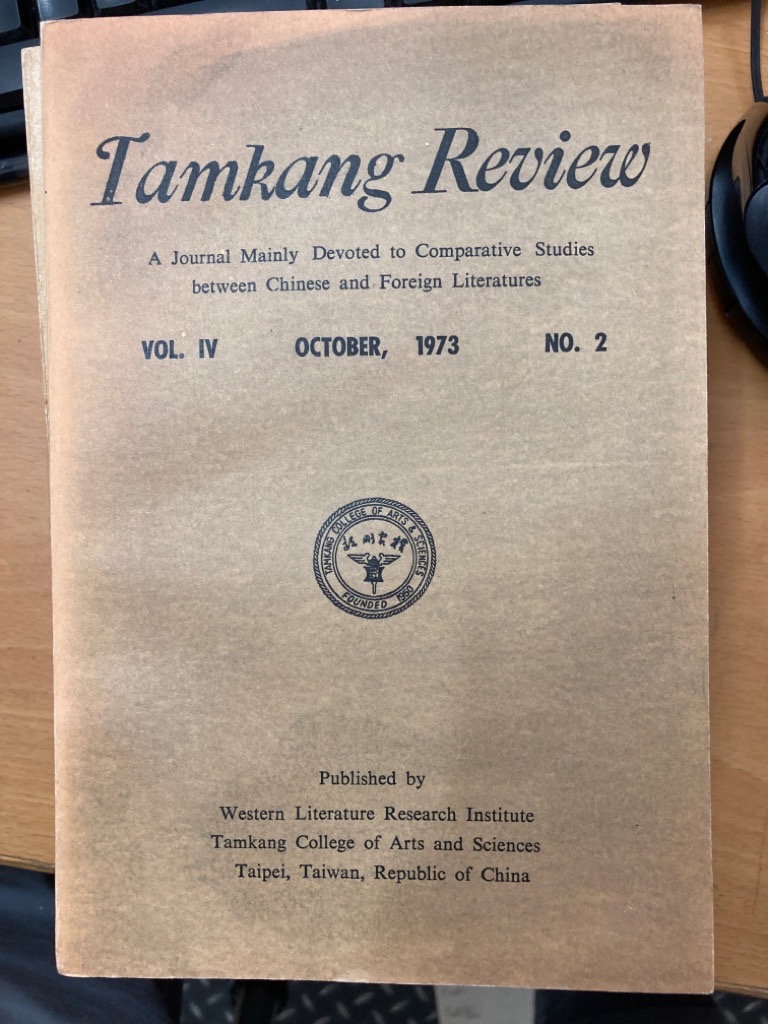 Tamkang Review
A Journal Mainly Devoted to Comparative Studies
between Chinese and Foreign Literatures
VOL. IV OCTOBER, 1973 NO. 2
TAMKANG COLLEGE OF ARTS & SCIENCES
FOUNDED 1950
Published by
Western Literature Research Institute
Tamkang College of Arts and Sciences
Taipei, Taiwan, Republic of China